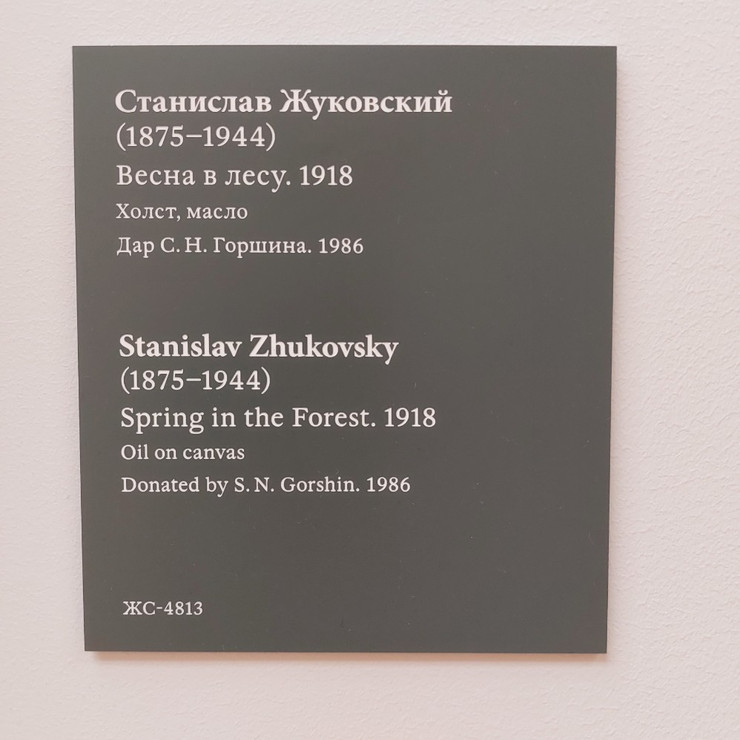 Станислав Жуковский
(1875–1944)
Весна в лесу. 1918
Холст, масло
Дар С. Н. Горшина. 1986
Stanislav Zhukovsky
(1875–1944)
Spring in the Forest. 1918
Oil on canvas
Donated by S. N. Gorshin. 1986
ЖС-4813